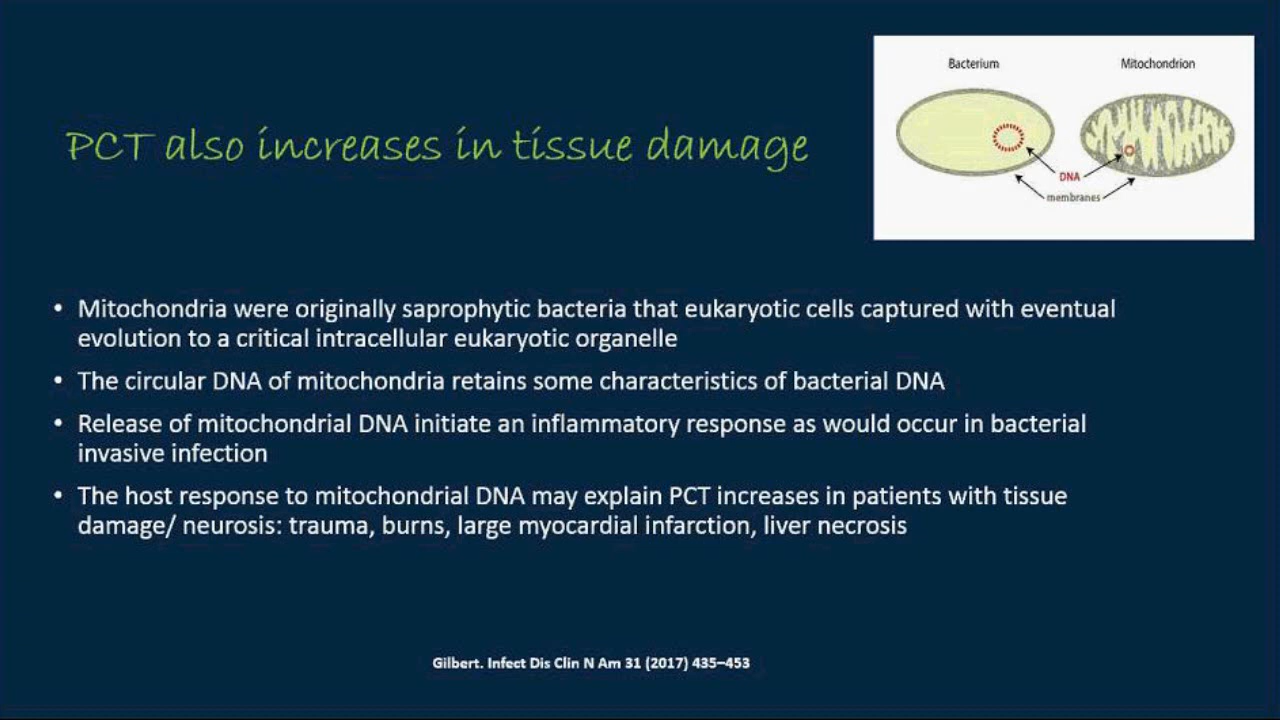 Bacterium
Mitochondrion
DNA
membranes
PCT also increases in tissue damage
• Mitochondria were originally saprophytic bacteria that eukaryotic cells captured with eventual
evolution to a critical intracellular eukaryotic organelle
• The circular DNA of mitochondria retains some characteristics of bacterial DNA
• Release of mitochondrial DNA initiate an inflammatory response as would occur in bacterial
invasive infection
• The host response to mitochondrial DNA may explain PCT increases in patients with tissue
damage/ neurosis: trauma, burns, large myocardial infarction, liver necrosis
Gilbert. Infect Dis Clin N Am 31 (2017) 435–453